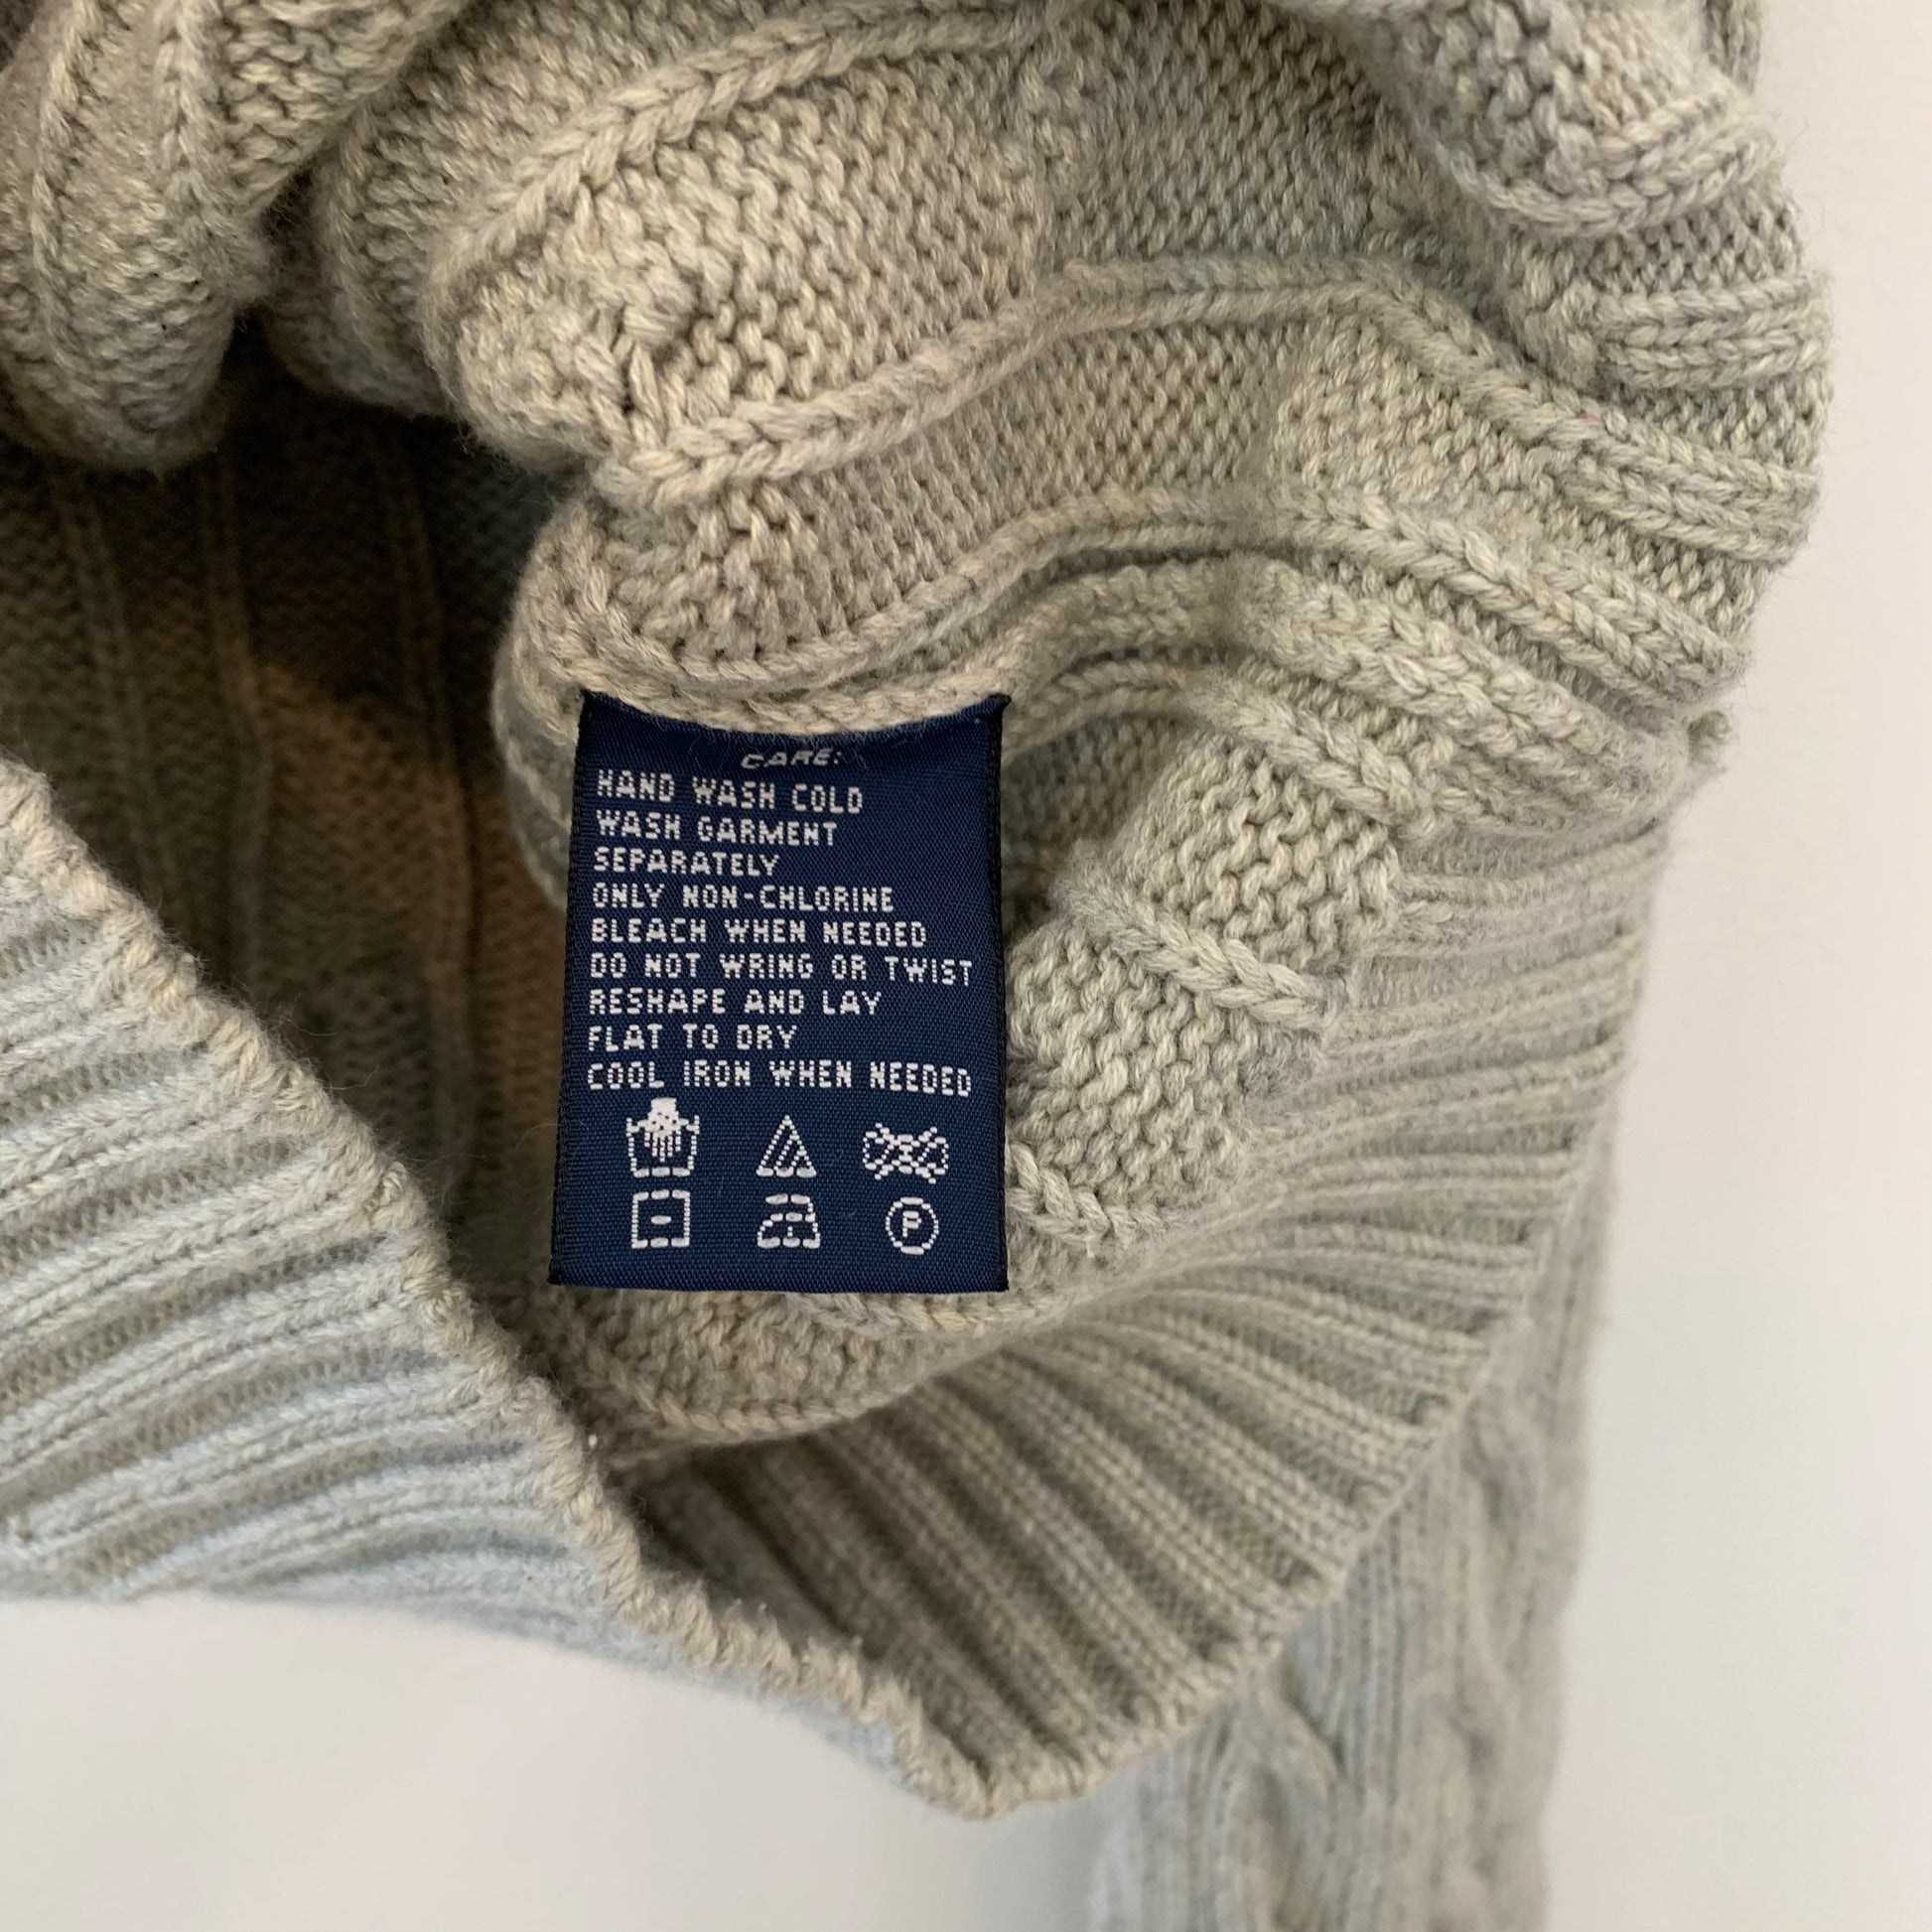 CARE:
HAND WASH COLD
WASH GARMENT
SEPARATELY
ONLY NON-CHLORINE
BLEACH WHEN NEEDED
DO NOT WRING OR TWIST
RESHAPE AND LAY
FLAT TO DRY
COOL IRON WHEN NEEDED
P